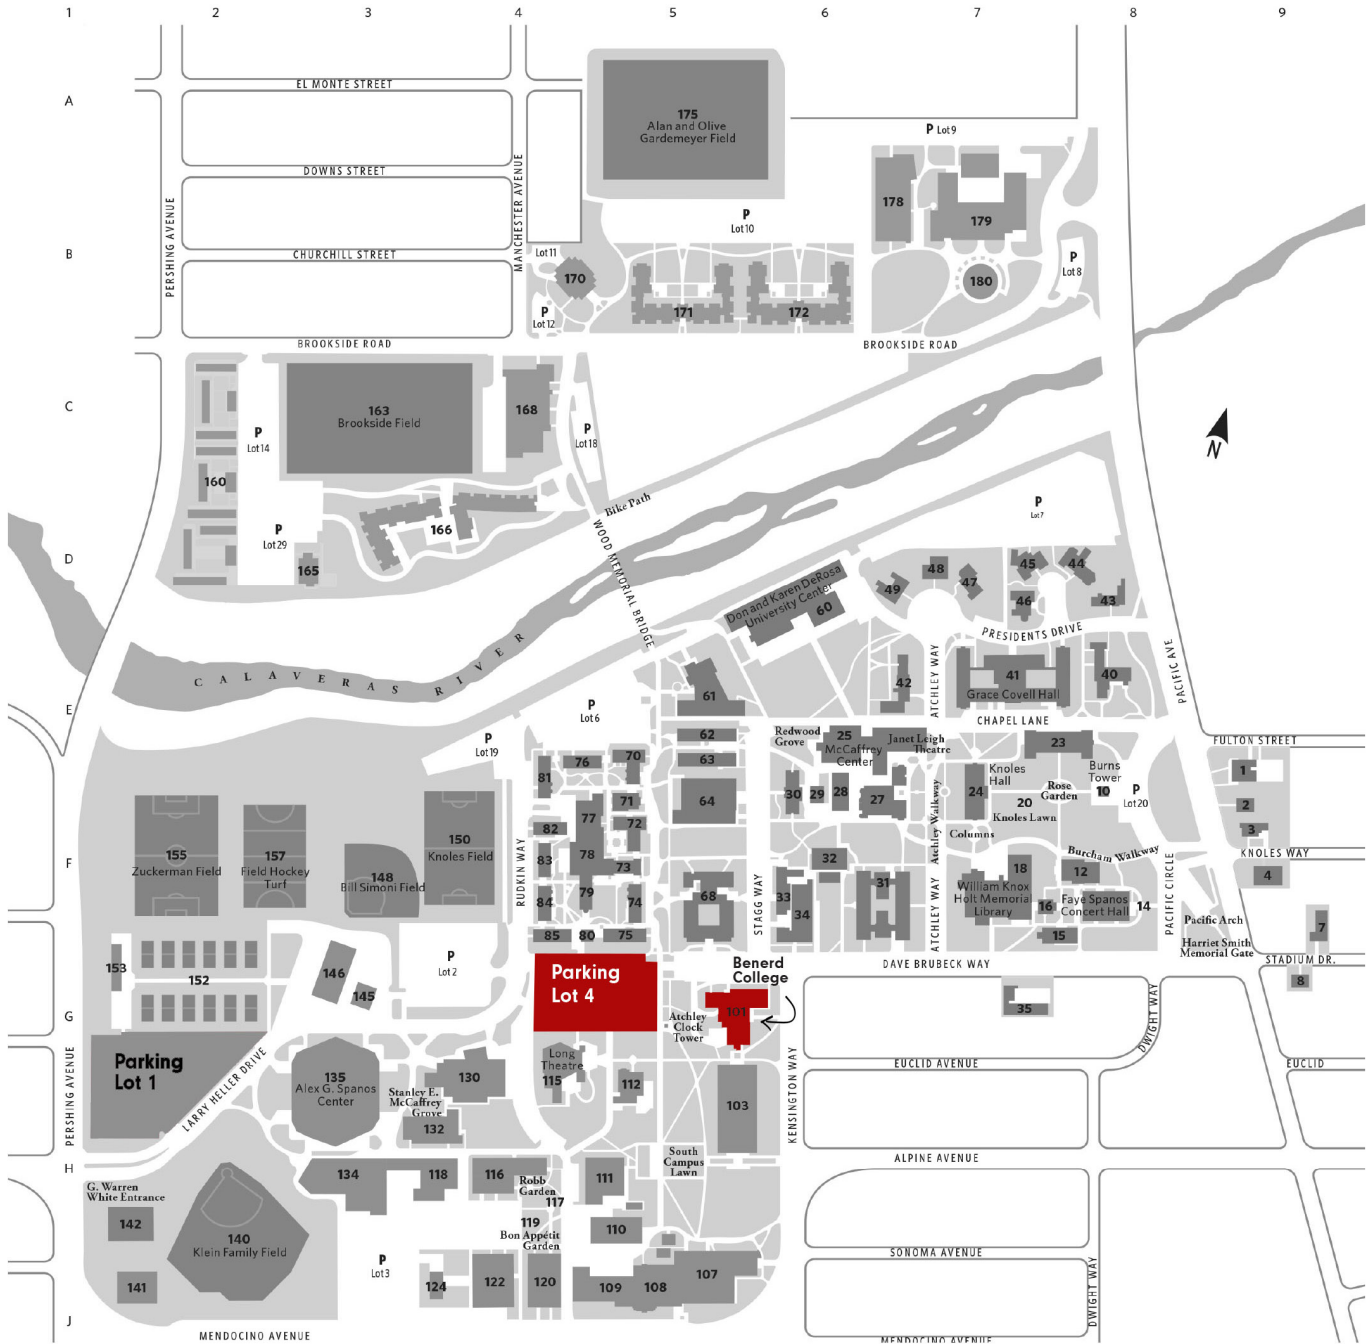 1 2 3 4 5 6 7 8 9
A
EL MONTE STREET
175
Alan and Olive
Gardemeyer Field
P Lot 9
DOWNS STREET
MANCHESTER AVENUE
PERSHING AVENUE
178
179
P
Lot 10
B
CHURCHILL STREET
Lot 11
170
P
Lot 8
180
P
Lot 12
171
172
BROOKSIDE ROAD
BROOKSIDE ROAD
C
163
Brookside Field
168
P
Lot 14
P
Lot 18
N
160
Bike Path
P
Lot 7
166
P
Lot 29
WOOD MEMORIAL BRIDGE
D
165
48
45
44
49
47
46
43
Don and Karen DeRosa
University Center
60
PRESIDENTS DRIVE
CALAVERAS RIVER
ATCHLEY WAY
PACIFIC AVE
61
42
41
Grace Covell Hall
40
E
P
Lot 6
CHAPEL LANE
62
Redwood
Grove
25
McCaffrey
Center
Janet Leigh
Theatre
23
FULTON STREET
P
Lot 19
63
76
70
81
Knoles
Hall
Burns
Tower
10
1
30
29
28
27
24
Rose
Garden
P
Lot 20
20
Knoles Lawn
64
71
77
72
82
2
3
Columns
Atchley Walkway
150
Knoles Field
155
Zuckerman Field
157
Field Hockey
Turf
148
Bill Simoni Field
F
RUDKIN WAY
83
78
73
32
Burcham Walkway
KNOLES WAY
18
12
4
31
William Knox
Holt Memorial
Library
Faye Spanos
Concert Hall
16
14
15
84
79
74
68
33
34
STAGG WAY
ATCHLEY WAY
PACIFIC CIRCLE
Pacific Arch
7
85
80
75
Harriet Smith
Memorial Gate
STADIUM DR.
8
153
152
146
145
P
Lot 2
Parking
Lot 4
Benerd
College
DAVE BRUBECK WAY
101
Atchley
Clock
Tower
35
DWIGHT WAY
G
PERSHING AVENUE
Parking
Lot 1
LARRY HELLER DRIVE
135
Alex G. Spanos
Center
130
Stanley E.
McCaffrey
Grove
132
Long
Theatre
115
112
103
KENSINGTON WAY
EUCLID AVENUE
EUCLID
H
134
118
116
Robb
Garden
117
111
South
Campus
Lawn
ALPINE AVENUE
G. Warren
White Entrance
142
140
Klein Family Field
119
Bon Appétit
Garden
110
P
Lot 3
SONOMA AVENUE
141
124
122
120
109
108
107
DWIGHT WAY
J
MENDOCINO AVENUE
MENDOCINO AVENUE